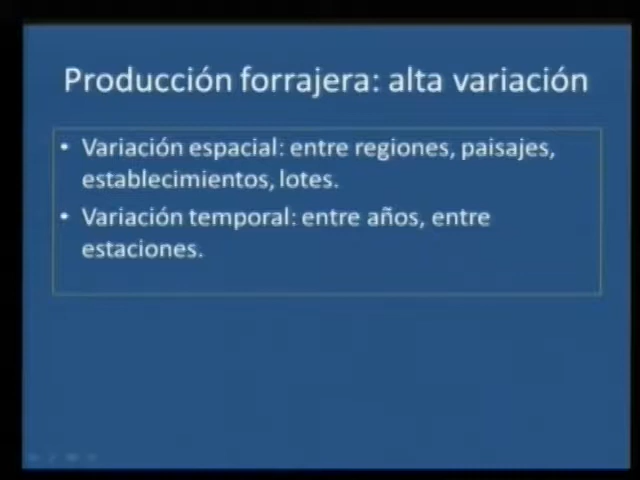 Producción forrajera: alta variación
• Variación espacial: entre regiones, paisajes,
establecimientos, lotes.
• Variación temporal: entre años, entre
estaciones.